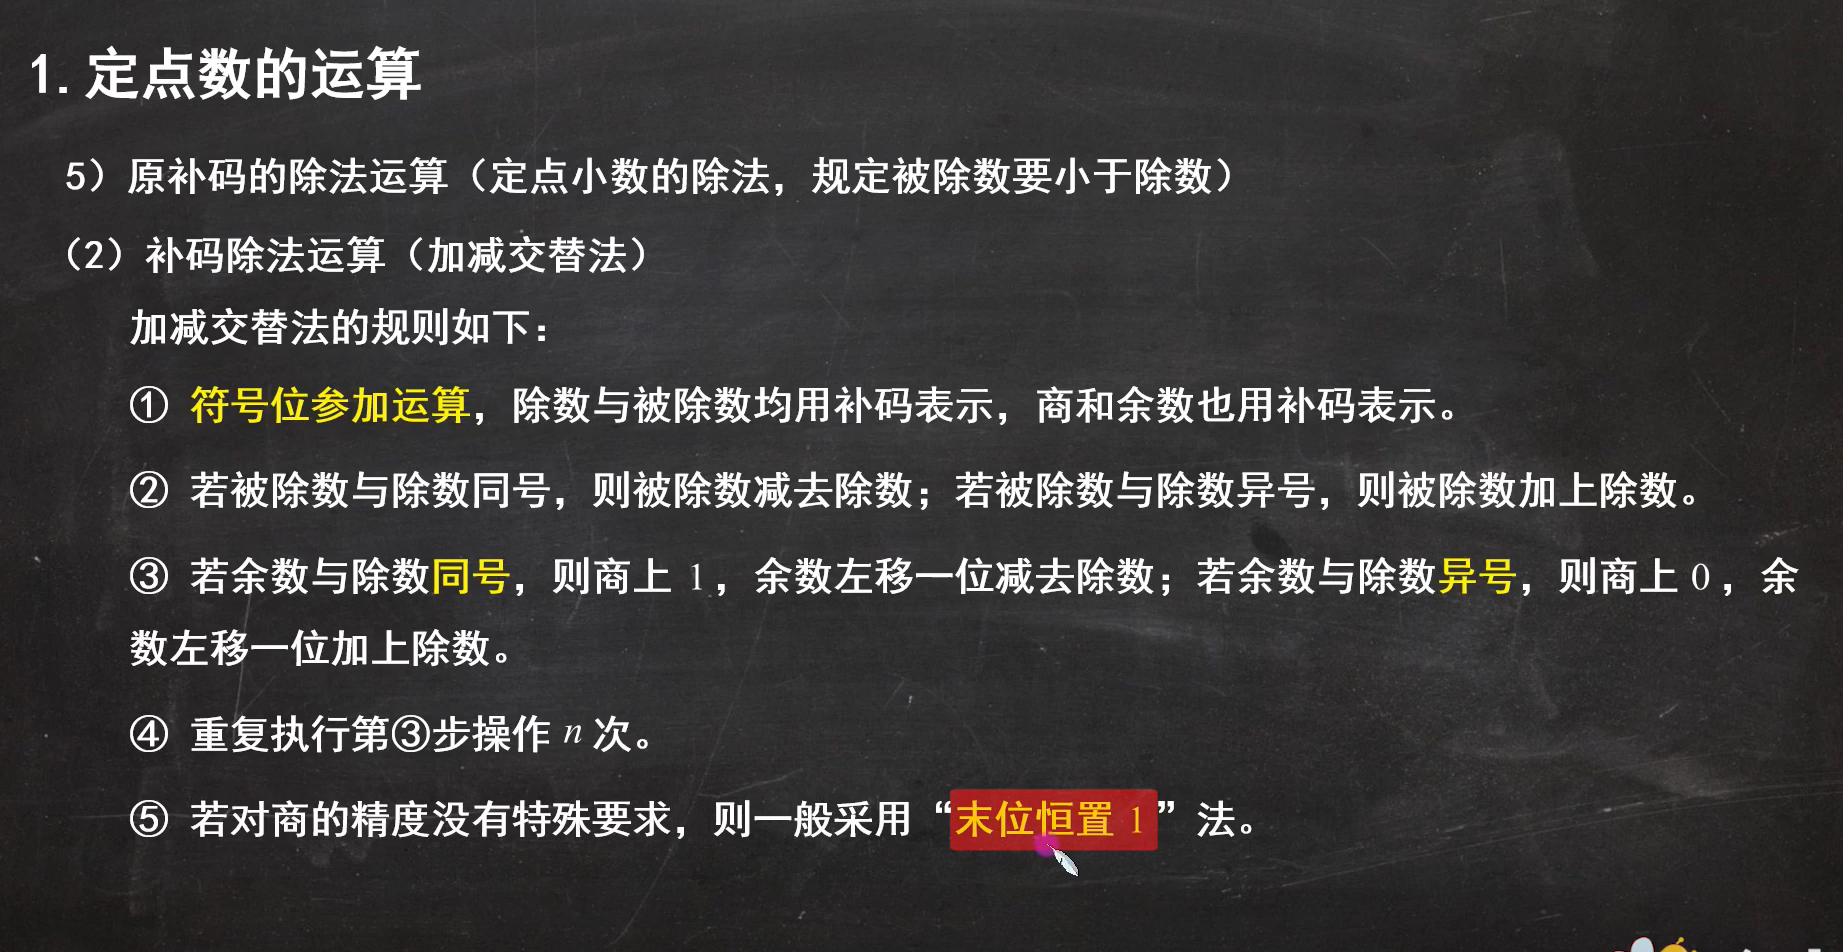 1. 定点数的运算
5）原补码的除法运算（定点小数的除法，规定被除数要小于除数）
（2）补码除法运算（加减交替法）
加减交替法的规则如下：
① 符号位参加运算，除数与被除数均用补码表示，商和余数也用补码表示。
② 若被除数与除数同号，则被除数减去除数；若被除数与除数异号，则被除数加上除数。
③ 若余数与除数同号，则商上 1 ，余数左移一位减去除数；若余数与除数异号，则商上 0 ，余
数左移一位加上除数。
④ 重复执行第③步操作 n 次。
⑤ 若对商的精度没有特殊要求，则一般采用“末位恒置 1 ”法。